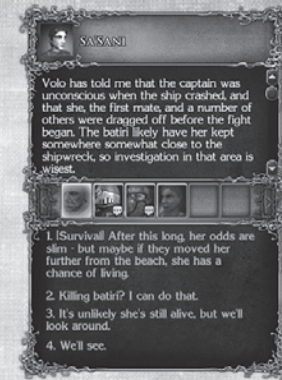 SA'SANI
Volo has told me that the captain was
unconscious when the ship crashed, and
that she, the first mate, and a number of
others were dragged off before the fight
began. The batiri likely have her kept
somewhere somewhat close to the
shipwreck, so investigation in that area is
wisest.
1. [Survival] After this long, her odds are
slim - but maybe if they moved her
further from the beach, she has a
chance of living.
2. Killing batiri? I can do that.
3. It's unlikely she's still alive, but we'll
look around.
4. We'll see.